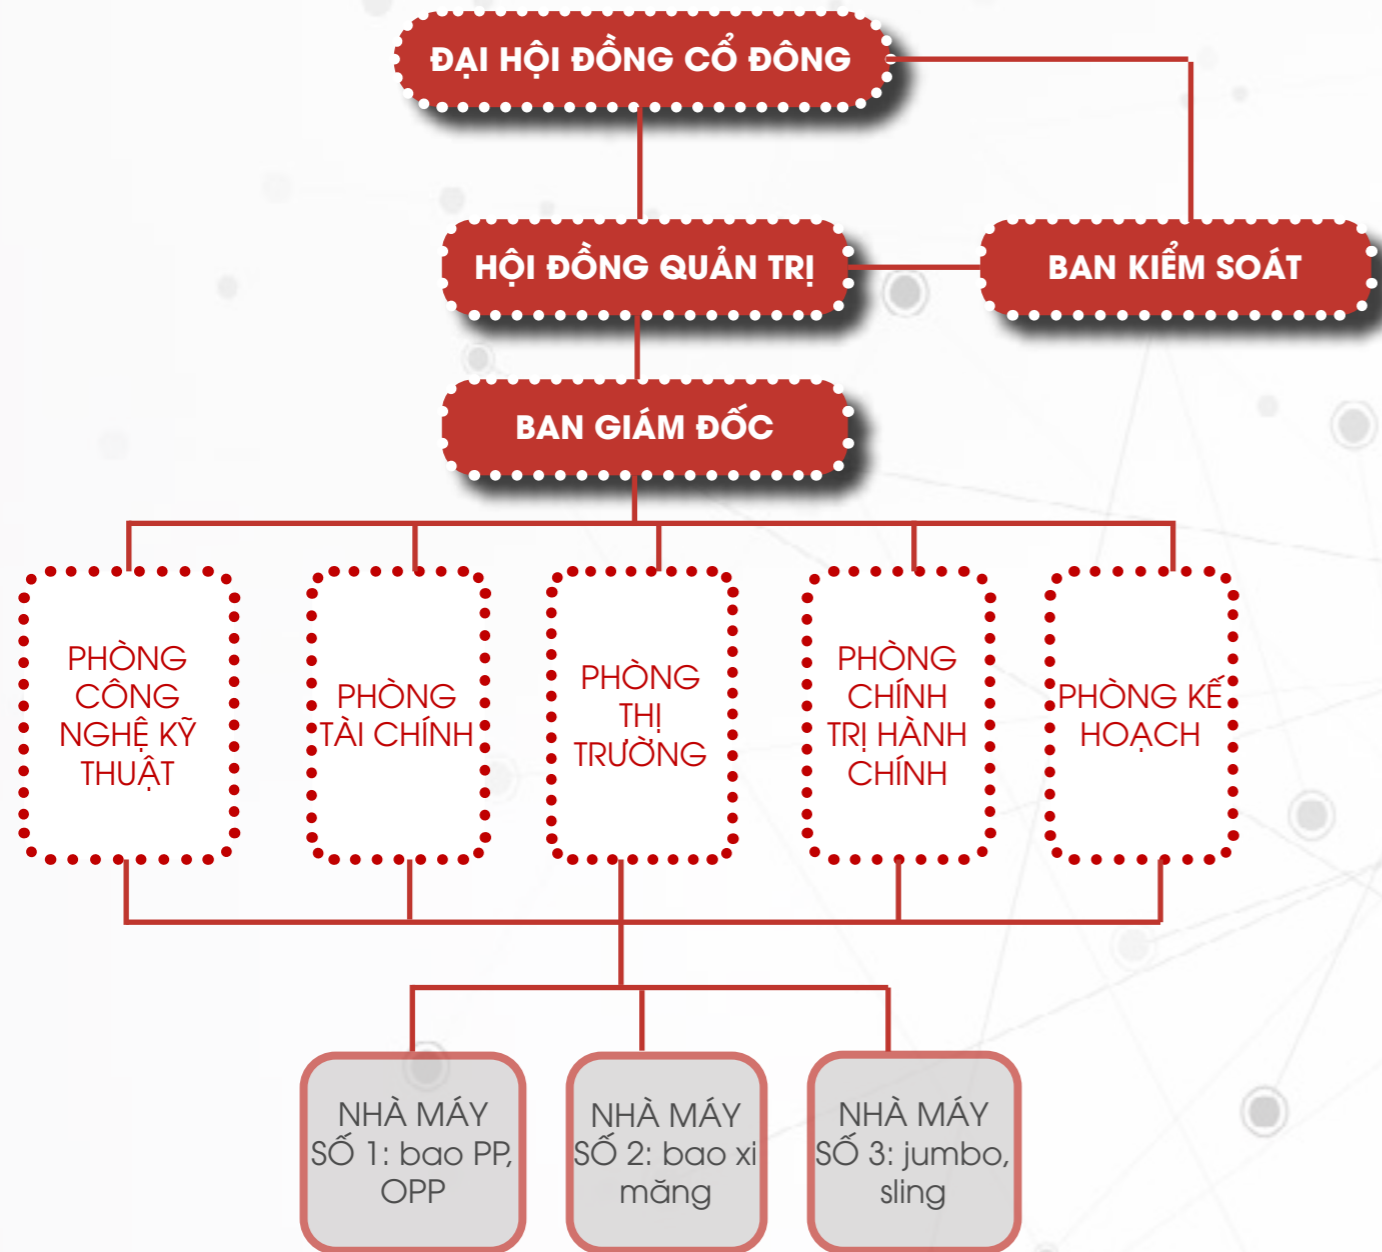 ĐẠI HỘI ĐỒNG CỔ ĐÔNG
HỘI ĐỒNG QUẢN TRỊ
BAN KIỂM SOÁT
BAN GIÁM ĐỐC
PHÒNG
CÔNG
NGHỆ KỸ
THUẬT
PHÒNG
TÀI CHÍNH
PHÒNG
THỊ
TRƯỜNG
PHÒNG
CHÍNH
TRỊ HÀNH
CHÍNH
PHÒNG KẾ
HOẠCH
NHÀ MÁY
SỐ 1: bao PP,
OPP
NHÀ MÁY
SỐ 2: bao xi
măng
NHÀ MÁY
SỐ 3: jumbo,
sling